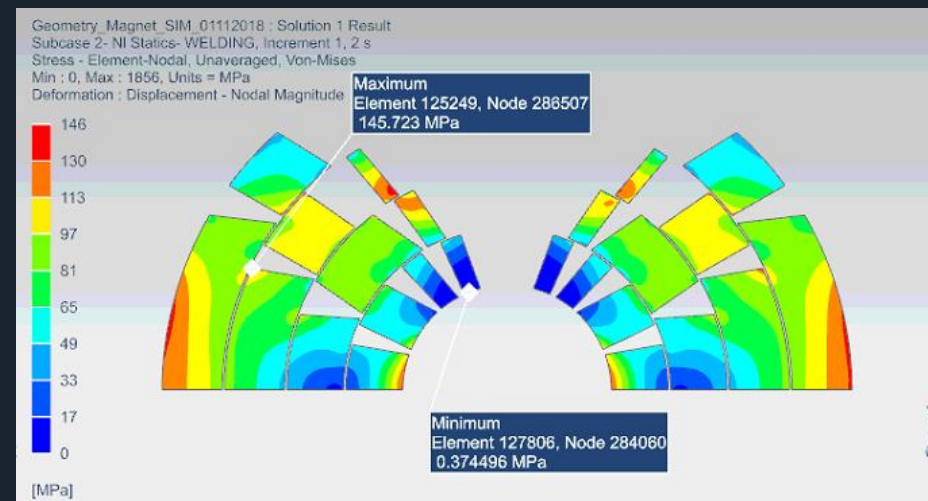 Geometry_Magnet_SIM_01112018 : Solution 1 Result
Subcase 2- NI Statics- WELDING, Increment 1, 2 s
Stress - Element-Nodal, Unaveraged, Von-Mises
Min : 0, Max : 1856, Units = MPa
Deformation : Displacement - Nodal Magnitude
Maximum
Element 125249, Node 286507
145.723 MPa
146
130
113
97
81
65
49
33
17
0
[MPa]
Minimum
Element 127806, Node 284060
0.374496 MPa